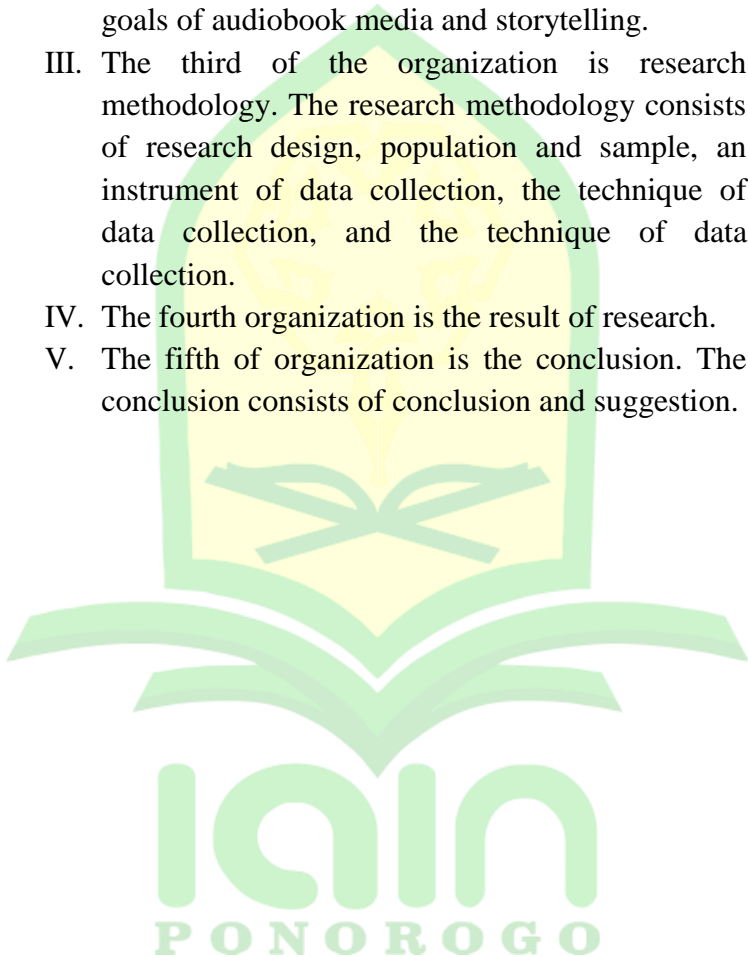 goals of audiobook media and storytelling.
III. The third of the organization is research
methodology. The research methodology consists
of research design, population and sample, an
instrument of data collection, the technique of
data collection, and the technique of data
collection.
IV. The fourth organization is the result of research.
V. The fifth of organization is the conclusion. The
conclusion consists of conclusion and suggestion.
iain
PONOROGO